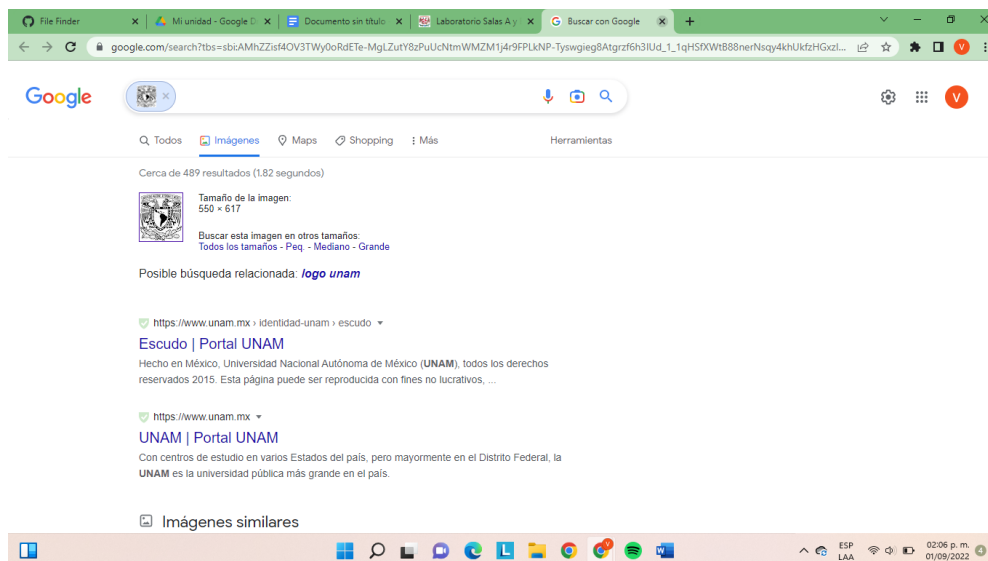 File Finder
Mi unidad - Google D
Documento sin título
Laboratorio Salas A y
Buscar con Google
google.com/search?tbs=sbi:AMhZZisf4OV3TWy0oRdETe-MgLZutY8zPuUcNtmWMZM1j4r9FPLkNP-Tyswgieg8Atgrzf6h3IUd_1_1qHSfXWtB88nerNsqy4khUkfzHGxzl...
V
Google
V
Todos
Imágenes
Maps
Shopping
Más
Herramientas
Cerca de 489 resultados (1.82 segundos)
Tamaño de la imagen:
550 × 617
Buscar esta imagen en otros tamaños:
Todos los tamaños - Peq. - Mediano - Grande
Posible búsqueda relacionada: logo unam
https://www.unam.mx › identidad-unam › escudo
Escudo | Portal UNAM
Hecho en México, Universidad Nacional Autónoma de México (UNAM), todos los derechos
reservados 2015. Esta página puede ser reproducida con fines no lucrativos, ...
https://www.unam.mx
UNAM | Portal UNAM
Con centros de estudio en varios Estados del país, pero mayormente en el Distrito Federal, la
UNAM es la universidad pública más grande en el país.
Imágenes similares
L
V
W
ESP
LAA
02:06 p. m.
01/09/2022
4